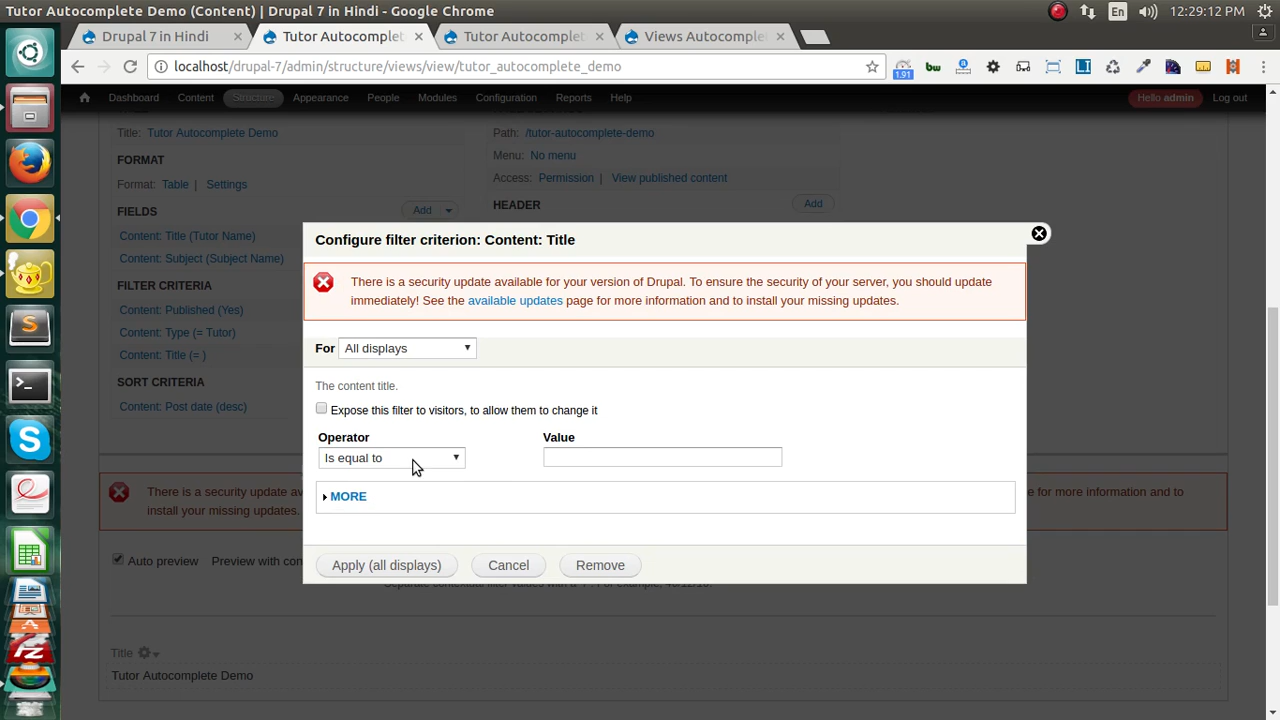 Tutor Autocomplete Demo (Content) | Drupal 7 in Hindi - Google Chrome
En
12:29:12 PM
Drupal 7 in Hindi
Tutor Autocomplet
Tutor Autocomplet
Views Autocomple
localhost/drupal-7/admin/structure/views/view/tutor_autocomplete_demo
1.91
bw
LI
Dashboard
Content
Structure
Appearance
People
Modules
Configuration
Reports
Help
Hello admin
Log out
Title: Tutor Autocomplete Demo
Path: /tutor-autocomplete-demo
FORMAT
Menu: No menu
Format: Table | Settings
Access: Permission | View published content
FIELDS
Add
HEADER
Add
Content: Title (Tutor Name)
Content: Subject (Subject Name)
FILTER CRITERIA
Content: Published (Yes)
Content: Type (= Tutor)
Content: Title (= )
SORT CRITERIA
Content: Post date (desc)
Configure filter criterion: Content: Title
There is a security update available for your version of Drupal. To ensure the security of your server, you should update
immediately! See the available updates page for more information and to install your missing updates.
For All displays
The content title.
Expose this filter to visitors, to allow them to change it
Operator
Value
Is equal to
MORE
Apply (all displays)
Cancel
Remove
There is a security update av
e for more information and to
install your missing updates.
Auto preview
Preview with con
Title
Tutor Autocomplete Demo